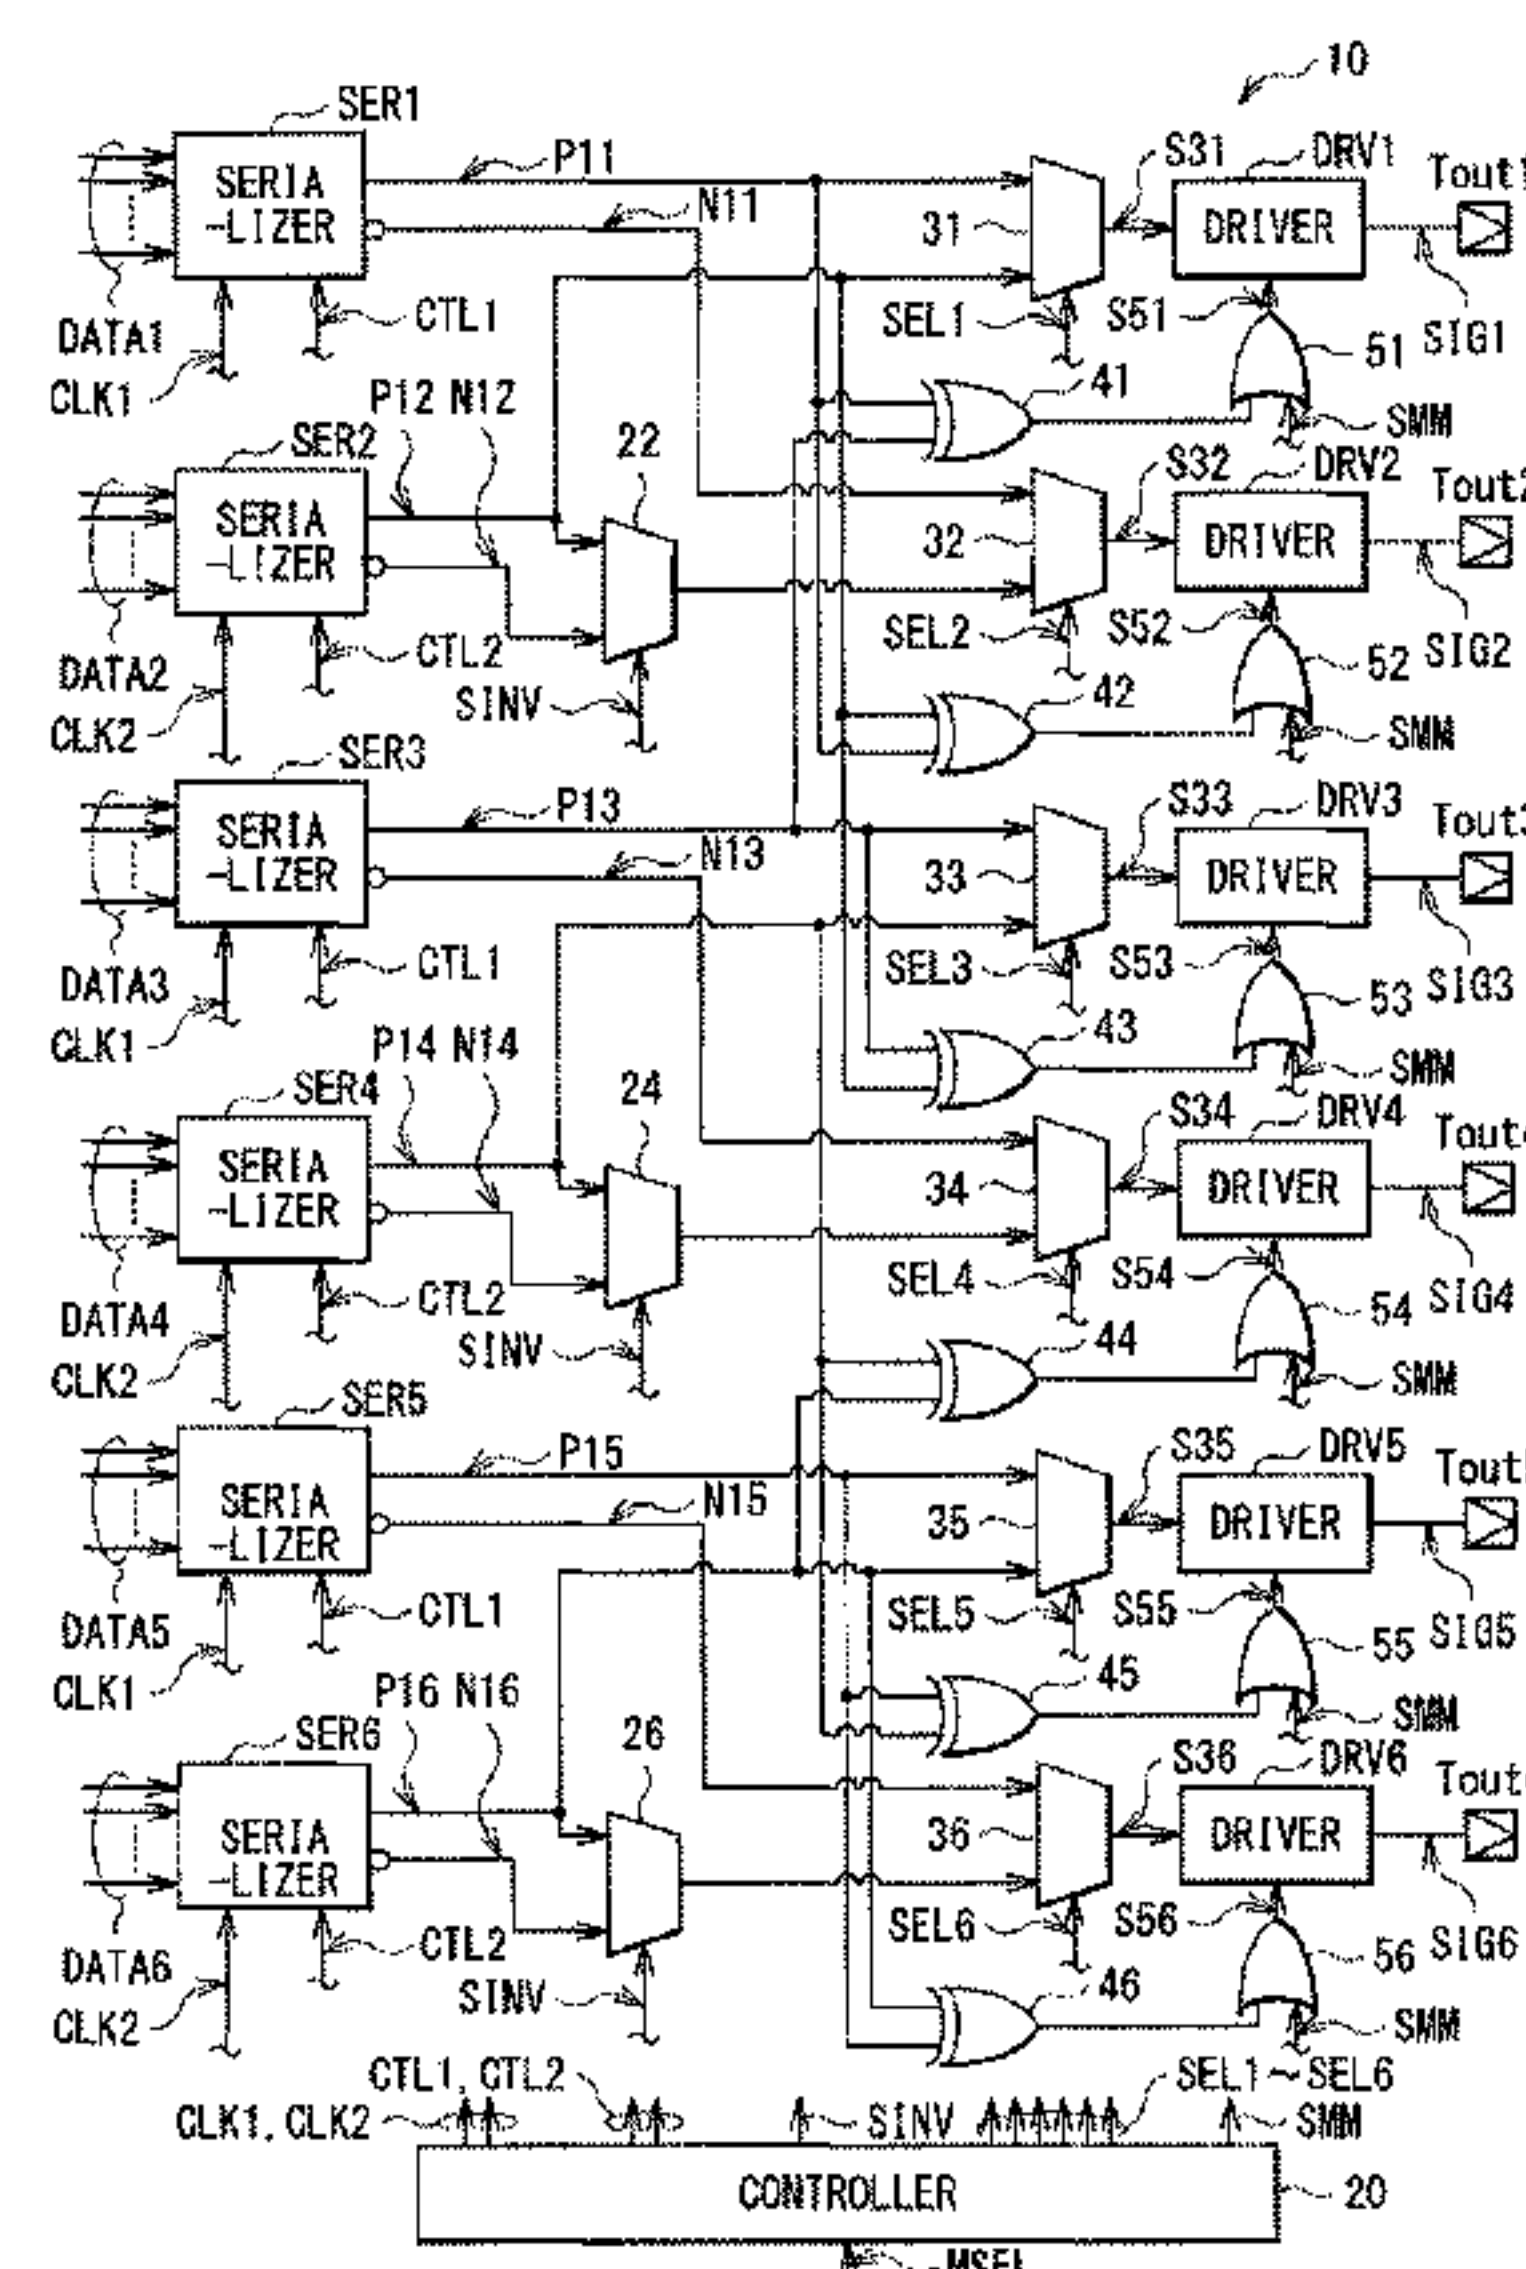 10
SER1
SERIA
-LIZER
P11
N11
31
S31
DRV1
DRIVER
Tout1
DATA1
CLK1
CTL1
SEL1
S51
51
SIG1
41
SMM
P12 N12
SER2
SERIA
-LIZER
22
32
S32
DRV2
DRIVER
Tout2
DATA2
CLK2
CTL2
SINV
SEL2
S52
52
SIG2
42
SMM
SER3
SERIA
-LIZER
P13
N13
33
S33
DRV3
DRIVER
Tout3
DATA3
CLK1
CTL1
SEL3
S53
53
SIG3
43
SMM
P14 N14
SER4
SERIA
-LIZER
24
34
S34
DRV4
DRIVER
DATA4
CLK2
CTL2
SINV
SEL4
S54
54
SIG4
44
SMM
SER5
SERIA
-LIZER
P15
N15
35
S35
DRV5
DRIVER
DATA5
CLK1
CTL1
SEL5
S55
55
SIG5
45
SMM
P16 N16
SER6
SERIA
-LIZER
26
36
S36
DRV6
DRIVER
DATA6
CLK2
CTL2
SINV
SEL6
S56
56
SIG6
46
SMM
CTL1, CTL2
CLK1, CLK2
SINV
SEL1~SEL6
SMM
CONTROLLER
20